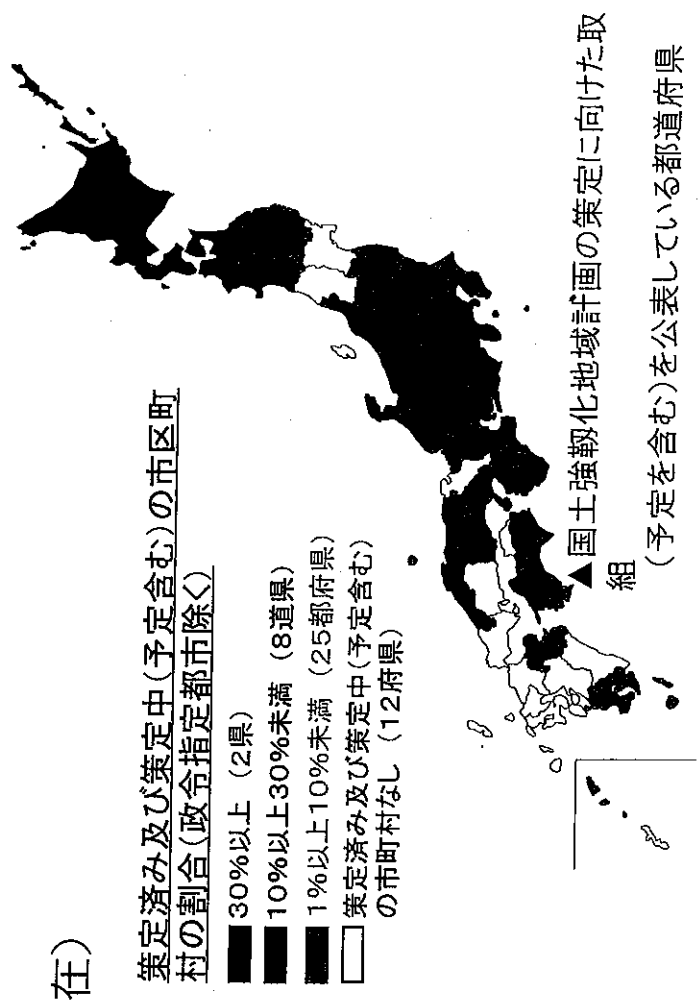 在）
策定済み及び策定中（予定含む）の市区町
村の割合（政令指定都市除く）
30%以上（2県）
10%以上30%未満（8道県）
1%以上10%未満（25都府県）
策定済み及び策定中（予定含む）
の市町村なし（12府県）
▲国土強靱化地域計画の策定に向けた取
組
（予定を含む）を公表している都道府県